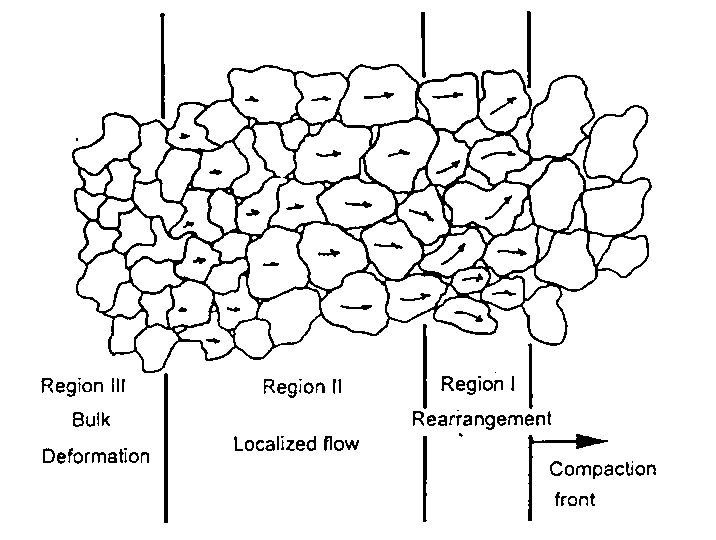 Region III
Bulk
Deformation
Region II
Localized flow
Region I
Rearrangement
Compaction
front